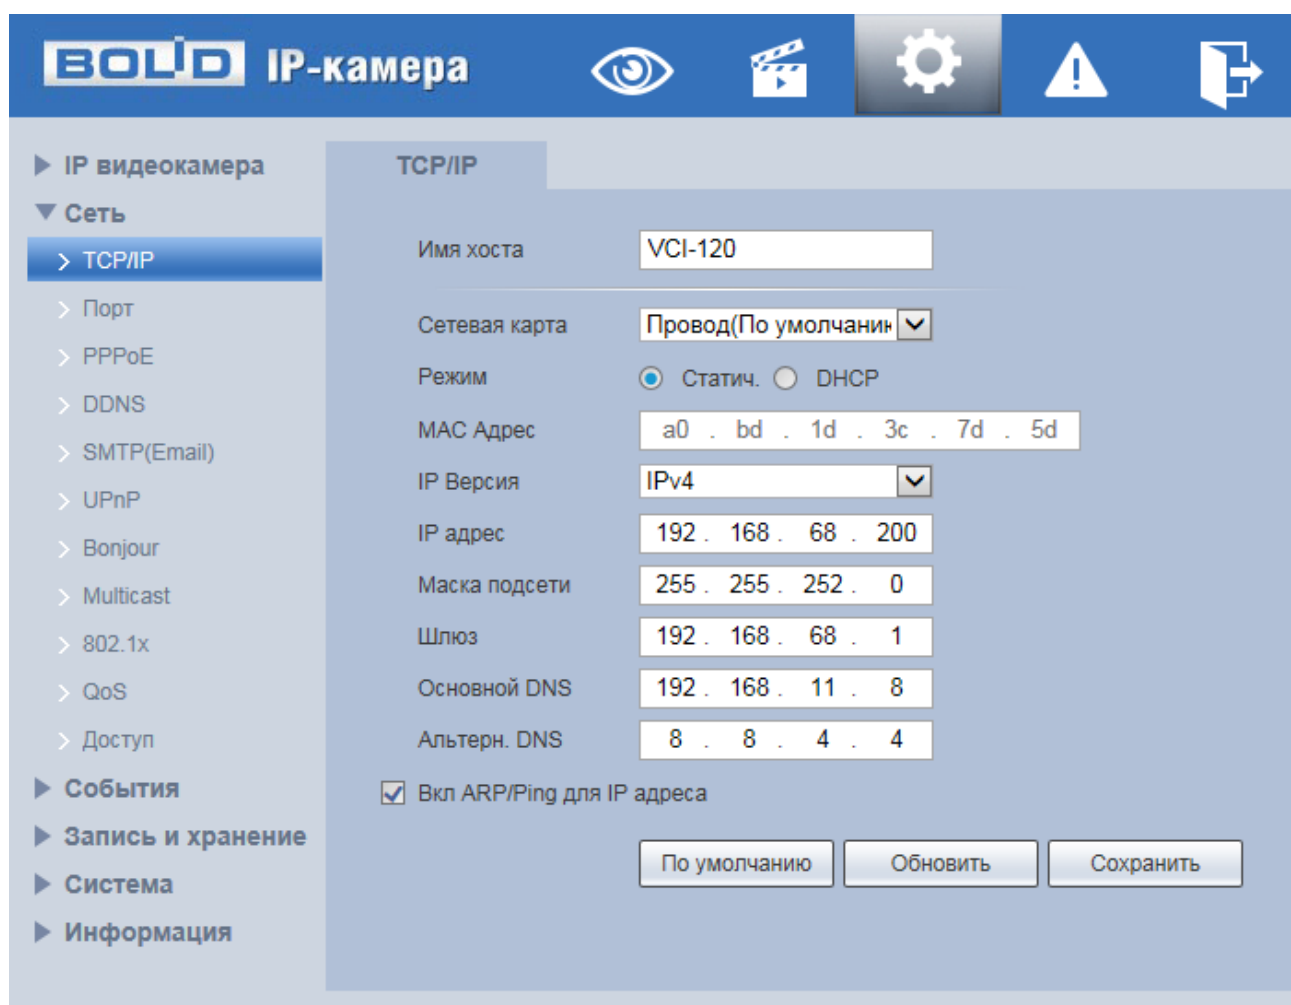 BOLID IP-камера
IP видеокамера
Сеть
TCP/IP
Порт
PPPoE
DDNS
SMTP(Email)
UPnP
Bonjour
Multicast
802.1x
QoS
Доступ
События
Запись и хранение
Система
Информация
TCP/IP
Имя хоста VCI-120
Сетевая карта Провод(По умолчани
Режим Статич. DHCP
MAC Адрес a0 . bd . 1d . 3c . 7d . 5d
IP Версия IPv4
IP адрес 192 . 168 . 68 . 200
Маска подсети 255 . 255 . 252 . 0
Шлюз 192 . 168 . 68 . 1
Основной DNS 192 . 168 . 11 . 8
Альтерн. DNS 8 . 8 . 4 . 4
Вкл ARP/Ping для IP адреса
По умолчанию Обновить Сохранить